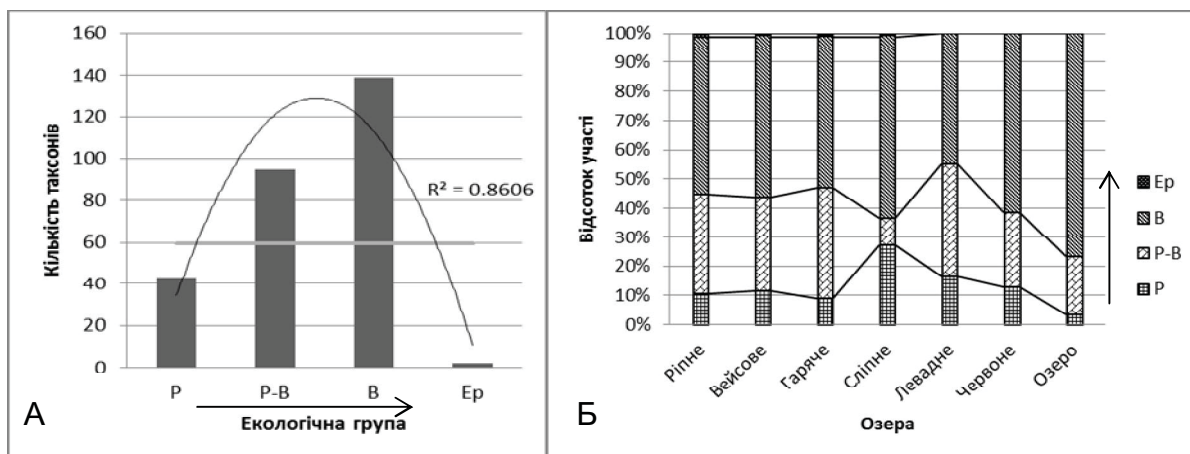 160
140
120
100
80
60
40
20
0
Кількість таксонів
R² = 0.8606
P
P-B
B
Ep
Екологічна група
А
100%
90%
80%
70%
60%
50%
40%
30%
20%
10%
0%
Відсоток участі
Ріпне
Вейсове
Гаряче
Сліпне
Левадне
Червоне
Озеро
Озера
Ep
B
P-B
P
Б